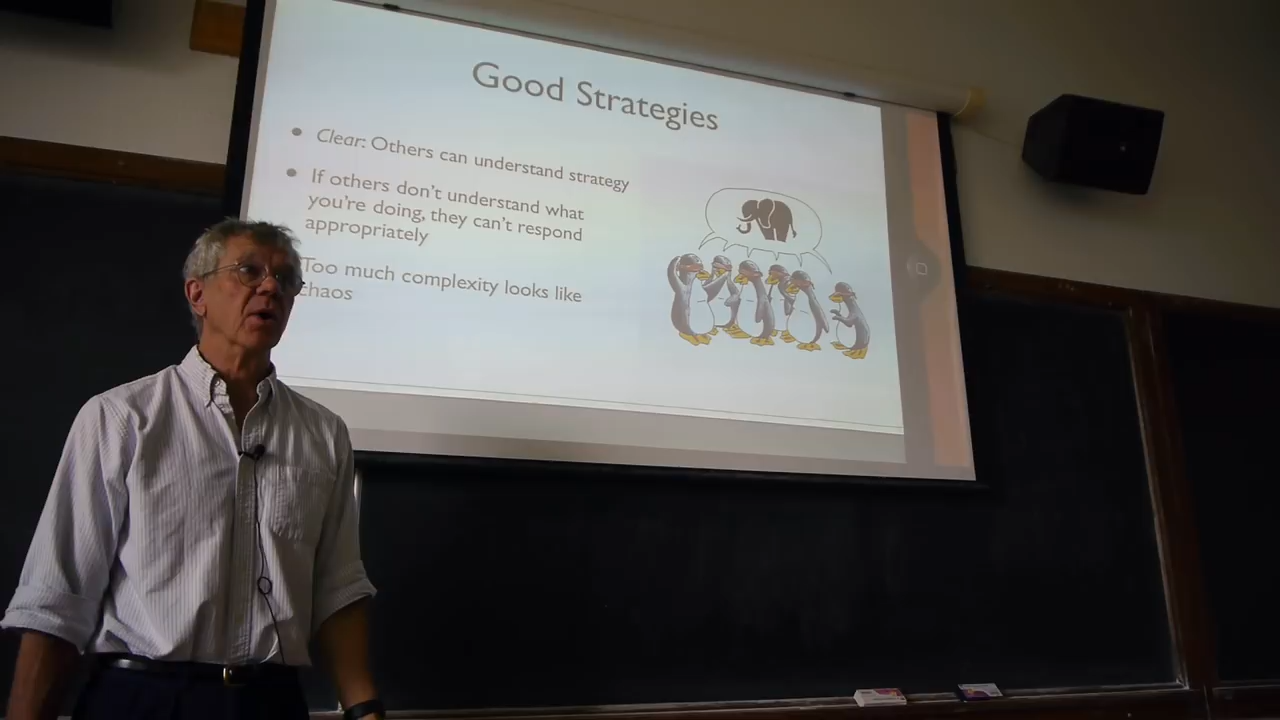 Good Strategies
• Clear: Others can understand strategy
• If others don't understand what
you're doing, they can't respond
appropriately
Too much complexity looks like
chaos